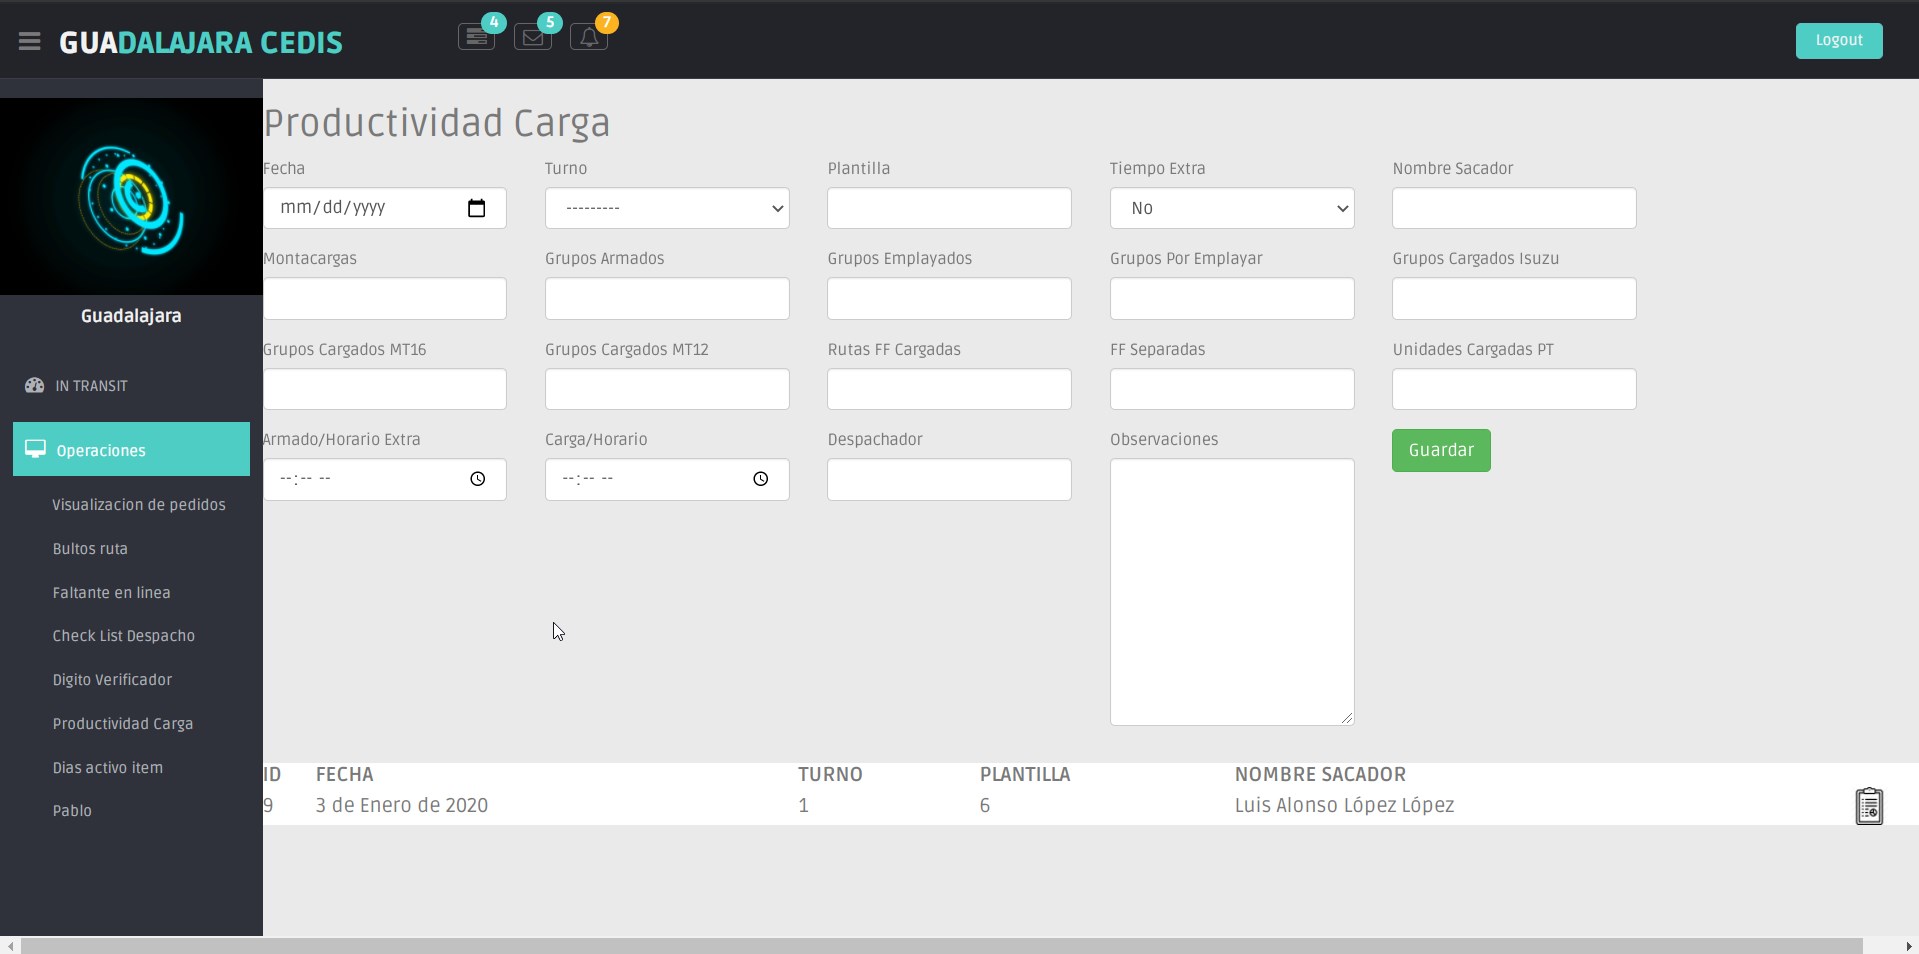 GUADALAJARA CEDIS 4 5 7 Logout
Productividad Carga
Fecha Turno Plantilla Tiempo Extra Nombre Sacador
mm/dd/yyyy --------- No
Montacargas Grupos Armados Grupos Emplayados Grupos Por Emplayar Grupos Cargados Isuzu
Guadalajara
Grupos Cargados MT16 Grupos Cargados MT12 Rutas FF Cargadas FF Separadas Unidades Cargadas PT
IN TRANSIT
Armado/Horario Extra Carga/Horario Despachador Observaciones Guardar
--:-- -- --:-- --
Operaciones
Visualizacion de pedidos
Bultos ruta
Faltante en linea
Check List Despacho
Digito Verificador
Productividad Carga
Dias activo item
Pablo
ID FECHA TURNO PLANTILLA NOMBRE SACADOR
9 3 de Enero de 2020 1 6 Luis Alonso López López